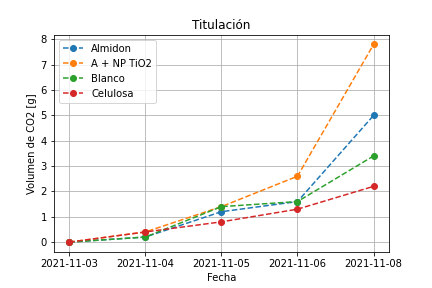 Titulación
Almidon
A + NP TiO2
Blanco
Celulosa
Volumen de CO2 [g]
8
7
6
5
4
3
2
1
0
2021-11-03 2021-11-04 2021-11-05 2021-11-06 2021-11-08
Fecha